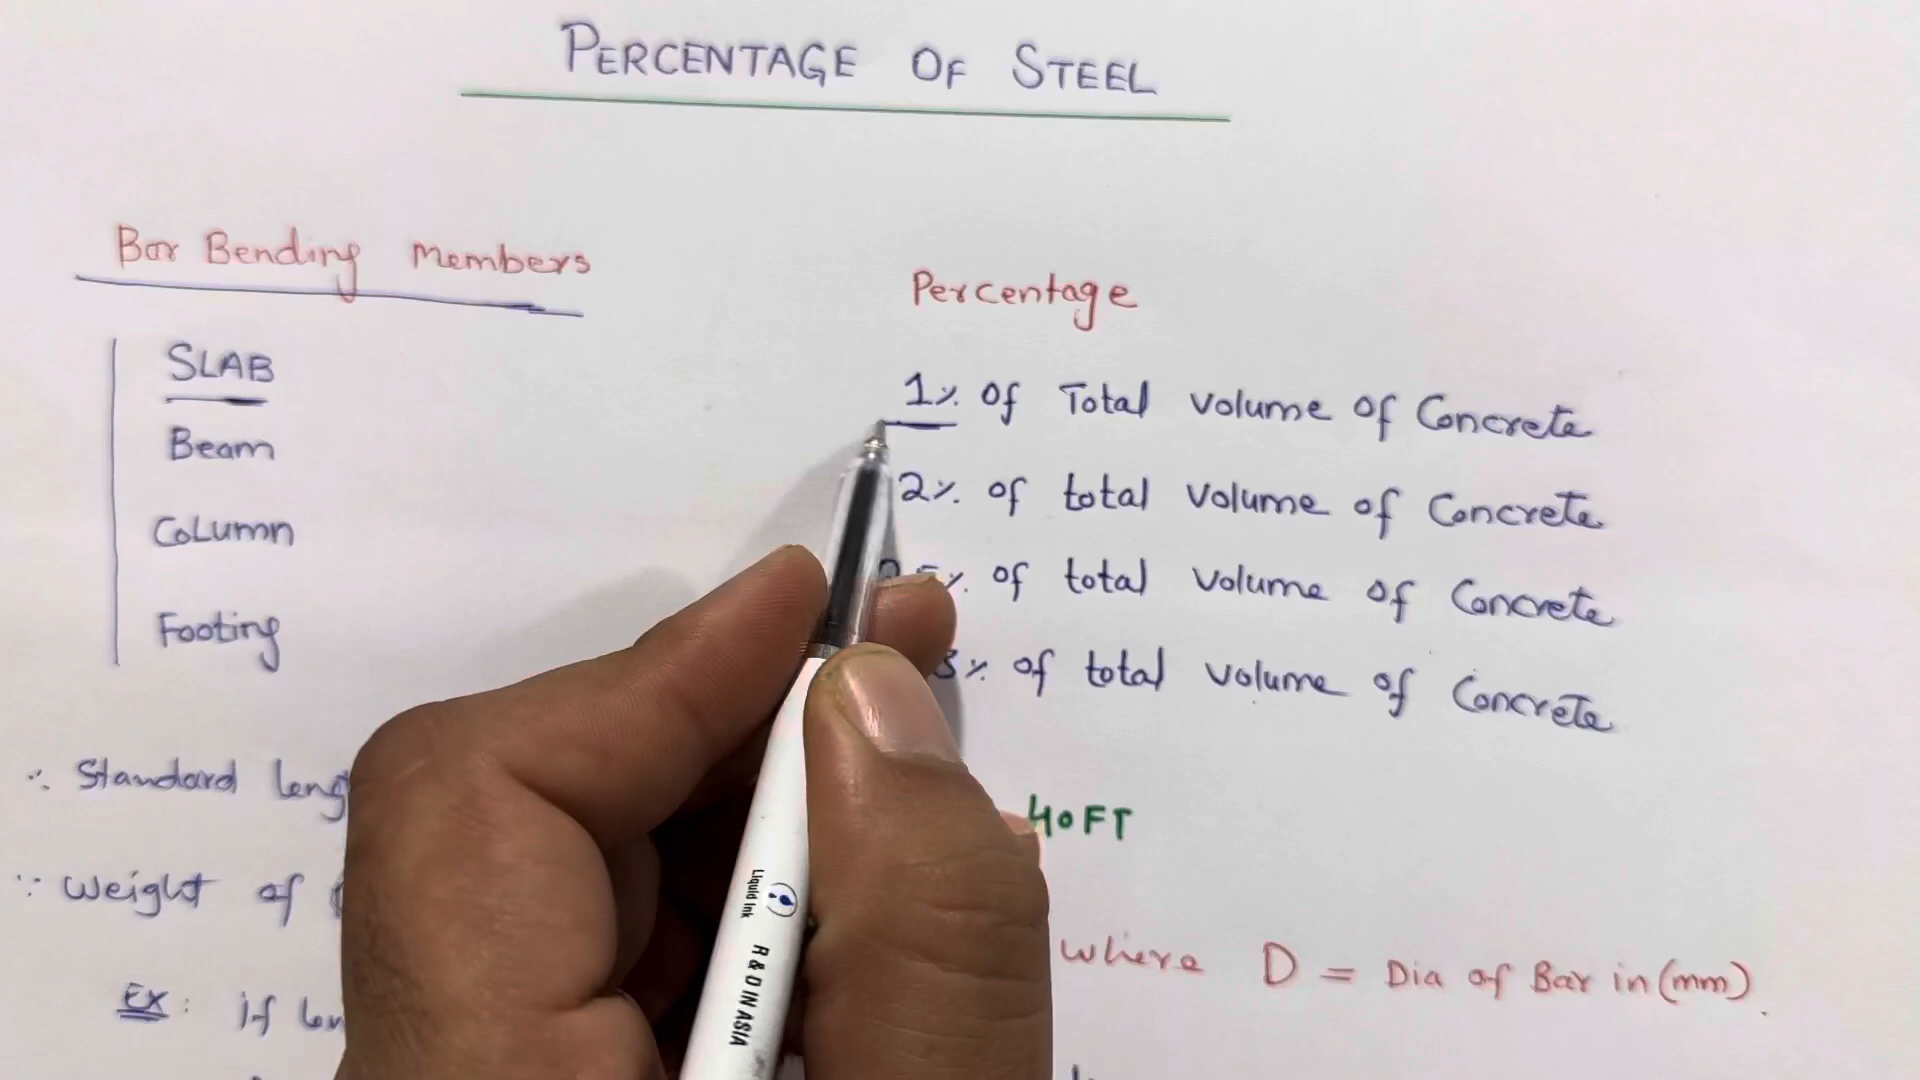 PERCENTAGE OF STEEL
Bar Bending Members
Percentage
SLAB
1% Of Total Volume Of Concrete
Beam
2% of total Volume of Concrete
Column
of total Volume of Concrete
Footing
3% of total volume of Concrete
∴ Standard
40FT
∵ Weight of
where D = Dia of Bar in (mm).
EX: if
Liquid Ink
R & D IN ASIA